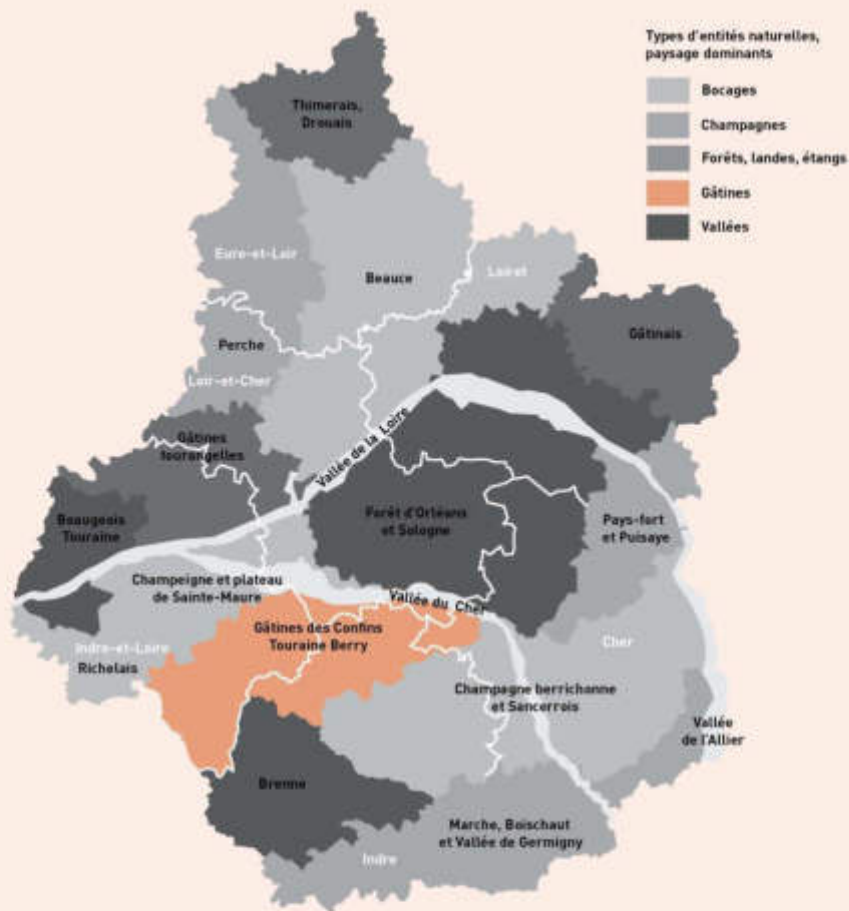 Types d'entités naturelles,
paysage dominants
Bocages
Champagnes
Forêts, landes, étangs
Gâtines
Vallées
Thimerais,
Drouais
Eure-et-Loir
Beauce
Loiret
Gâtinais
Perche
Loir-et-Cher
Gâtines
tourangelles
Vallée de la Loire
Beaugeois
Touraine
Forêt d'Orléans
et Sologne
Pays-fort
et Puisaye
Champeigne et plateau
de Sainte-Maure
Vallée du Cher
Gâtines des Confins
Touraine Berry
Cher
Indre-et-Loire
Richelais
Champagne berrichonne
et Sancerrois
Vallée
de l'Allier
Brenne
Marche, Boischaut
et Vallée de Germigny
Indre